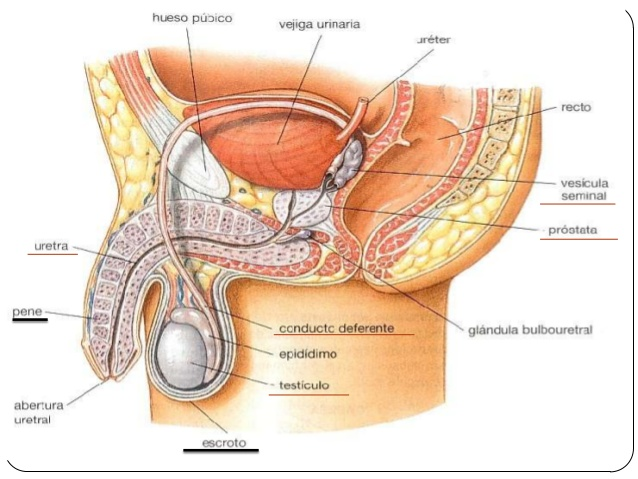 hueso púbico
vejiga urinaria
uréter
recto
vesícula
seminal
próstata
uretra
pene
conducto deferente
glándula bulbouretral
epidídimo
testículo
abertura
uretral
escroto